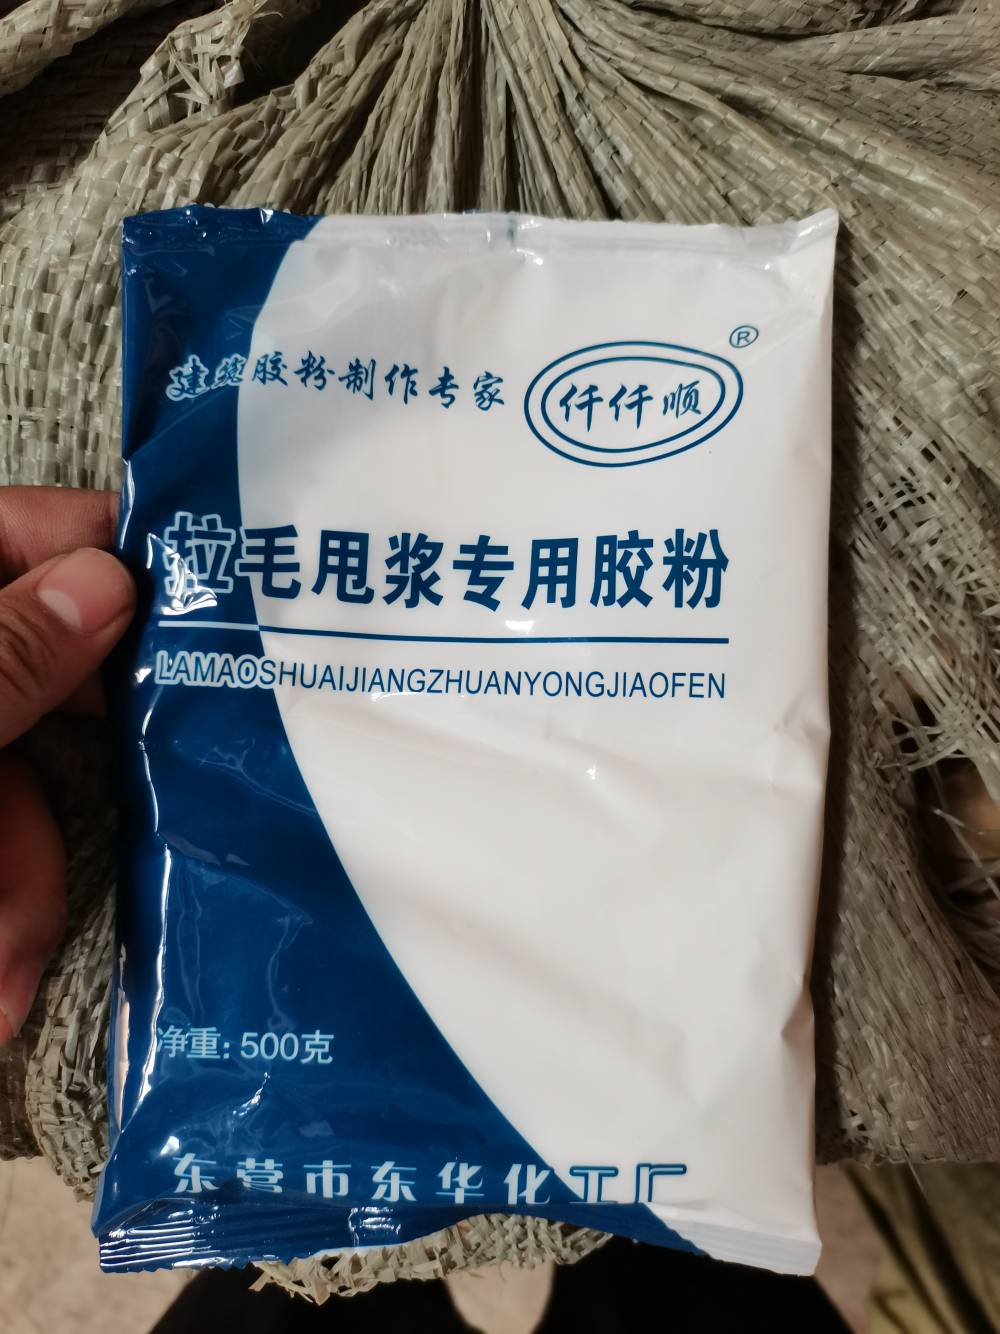 建筑胶粉制作专家
仟仟顺®
拉毛甩浆专用胶粉
LAMAOSHUAIJIANGZHUANYONGJIAOFEN
净重: 500克
东营市东华化工厂